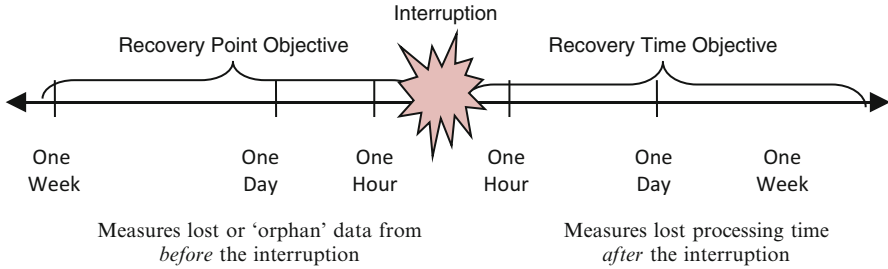 Interruption
Recovery Point Objective
Recovery Time Objective
One Week
One Day
One Hour
One Hour
One Day
One Week
Measures lost or ‘orphan’ data from
before the interruption
Measures lost processing time
after the interruption